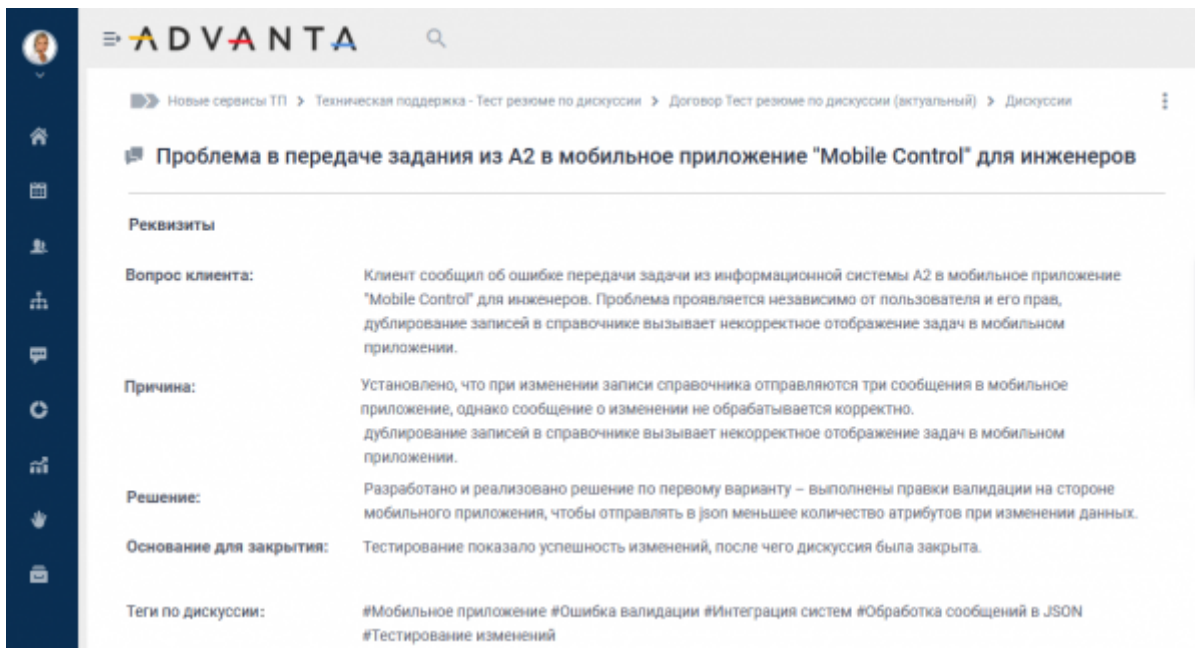 ADVANTA
Новые сервисы ТП > Техническая поддержка - Тест резюме по дискуссии > Договор Тест резюме по дискуссии (актуальный) > Дискуссии
Проблема в передаче задания из А2 в мобильное приложение "Mobile Control" для инженеров
Реквизиты
Вопрос клиента:
Клиент сообщил об ошибке передачи задачи из информационной системы А2 в мобильное приложение
"Mobile Control" для инженеров. Проблема проявляется независимо от пользователя и его прав,
дублирование записей в справочнике вызывает некорректное отображение задач в мобильном
приложении.
Причина:
Установлено, что при изменении записи справочника отправляются три сообщения в мобильное
приложение, однако сообщение о изменении не обрабатывается корректно.
дублирование записей в справочнике вызывает некорректное отображение задач в мобильном
приложении.
Решение:
Разработано и реализовано решение по первому варианту – выполнены правки валидации на стороне
мобильного приложения, чтобы отправлять в json меньшее количество атрибутов при изменении данных.
Основание для закрытия:
Тестирование показало успешность изменений, после чего дискуссия была закрыта.
Теги по дискуссии:
#Мобильное приложение #Ошибка валидации #Интеграция систем #Обработка сообщений в JSON
#Тестирование изменений